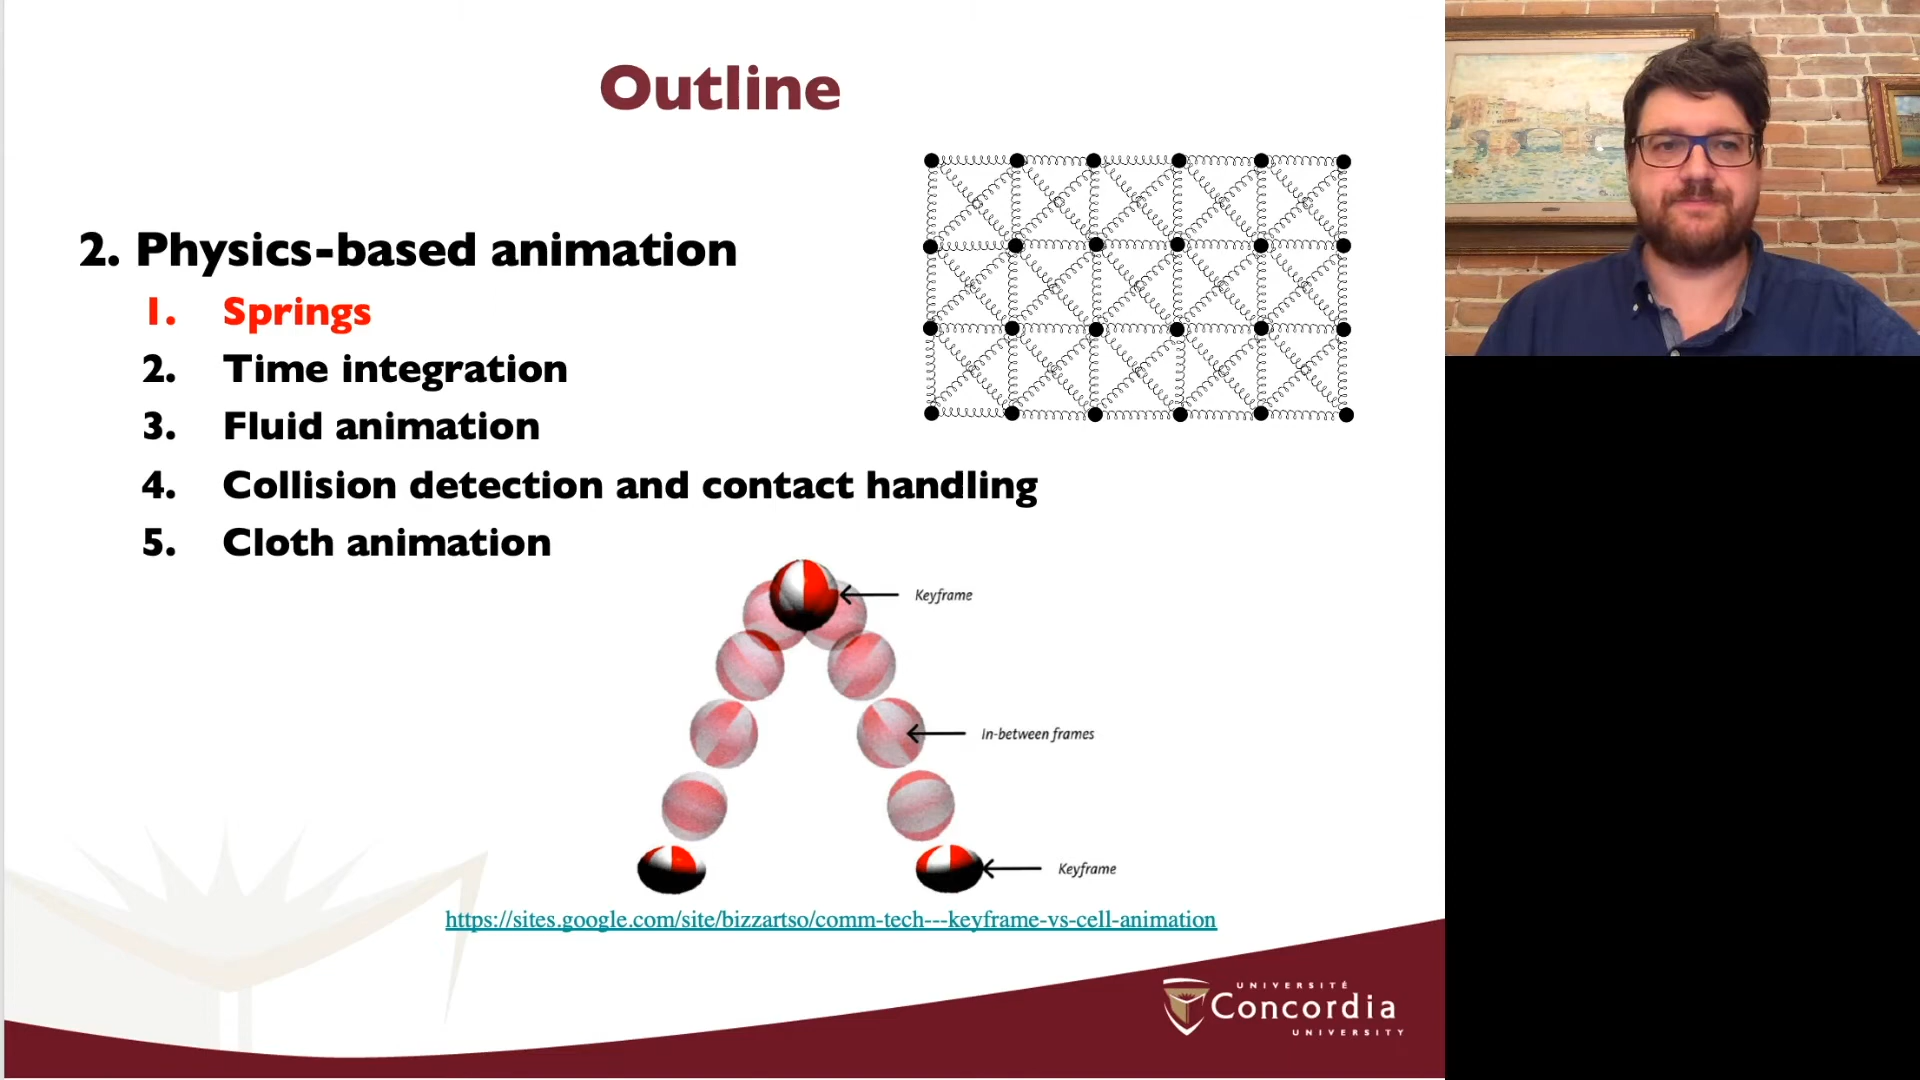 Outline
2. Physics-based animation
1. Springs
2. Time integration
3. Fluid animation
4. Collision detection and contact handling
5. Cloth animation
Keyframe
In-between frames
Keyframe
https://sites.google.com/site/bizzartso/comm-tech---keyframe-vs-cell-animation
UNIVERSITÉ
Concordia
UNIVERSITY